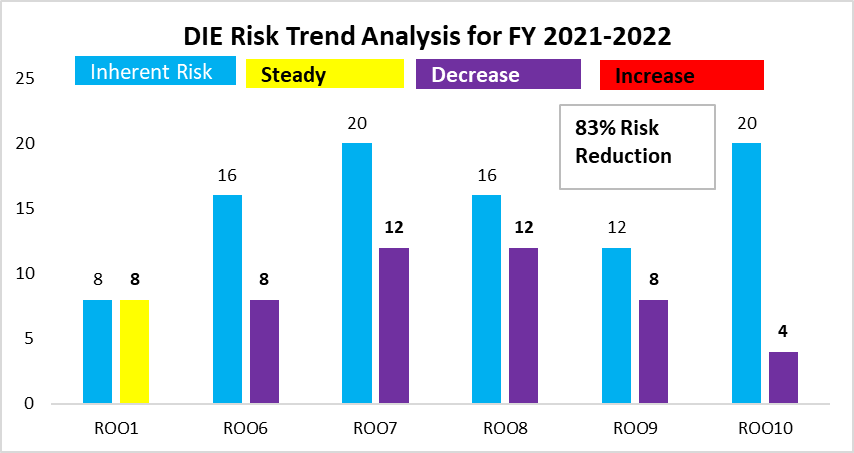 DIE Risk Trend Analysis for FY 2021-2022
Inherent Risk Steady Decrease Increase
83% Risk
Reduction
25
20
15
10
5
0
8 8 16 8 20 12 16 12 12 8 20 4
ROO1 ROO6 ROO7 ROO8 ROO9 ROO10